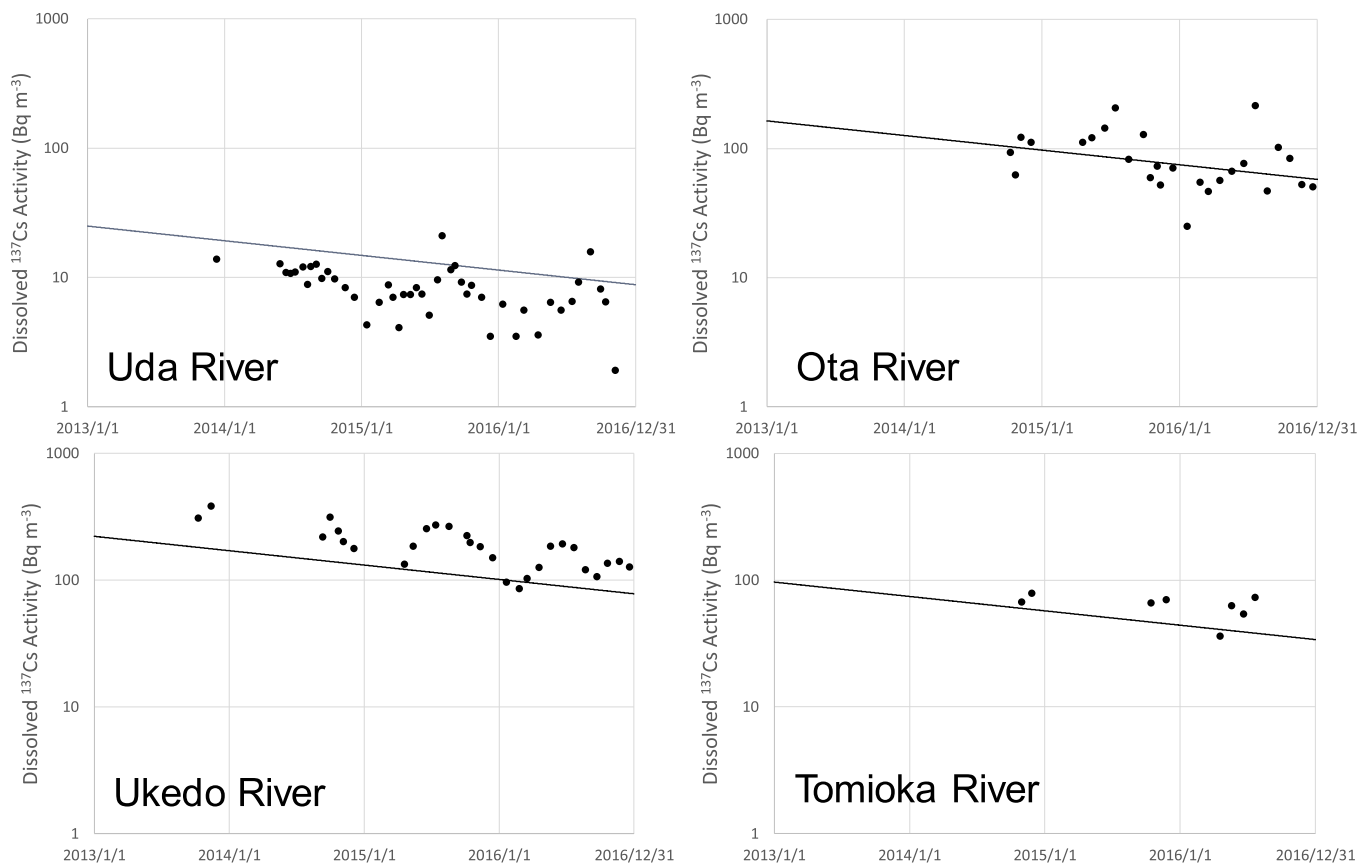 1000
100
10
1
Dissolved ¹³⁷Cs Activity (Bq m⁻³)
Uda River
2013/1/1 2014/1/1 2015/1/1 2016/1/1 2016/12/31
1000
100
10
1
Dissolved ¹³⁷Cs Activity (Bq m⁻³)
Ota River
2013/1/1 2014/1/1 2015/1/1 2016/1/1 2016/12/31
1000
100
10
1
Dissolved ¹³⁷Cs Activity (Bq m⁻³)
Ukedo River
2013/1/1 2014/1/1 2015/1/1 2016/1/1 2016/12/31
1000
100
10
1
Dissolved ¹³⁷Cs Activity (Bq m⁻³)
Tomioka River
2013/1/1 2014/1/1 2015/1/1 2016/1/1 2016/12/31